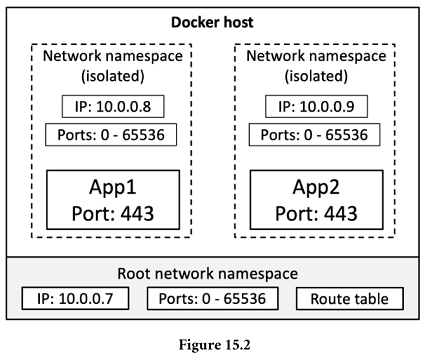 Docker host
Network namespace
(isolated)
IP: 10.0.0.8
Ports: 0 - 65536
App1
Port: 443
Network namespace
(isolated)
IP: 10.0.0.9
Ports: 0 - 65536
App2
Port: 443
Root network namespace
IP: 10.0.0.7
Ports: 0 - 65536
Route table
Figure 15.2